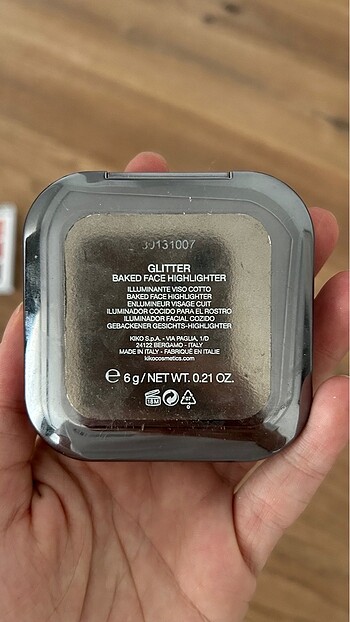 GLITTER
BAKED FACE HIGHLIGHTER
ILLUMINANTE VISO COTTO
BAKED FACE HIGHLIGHTER
ENLUMINEUR VISAGE CUIT
ILUMINADOR COCIDO PARA EL ROSTRO
ILUMINADOR FACIAL COZIDO
GEBACKENER GESICHTS-HIGHLIGHTER
KIKO S.p.A. - VIA PAGLIA, 1/D
24122 BERGAMO - ITALY
MADE IN ITALY - FABRIQUÉ EN ITALIE
kikocosmetics.com
℮ 6 g / NET WT. 0.21 OZ.
18M